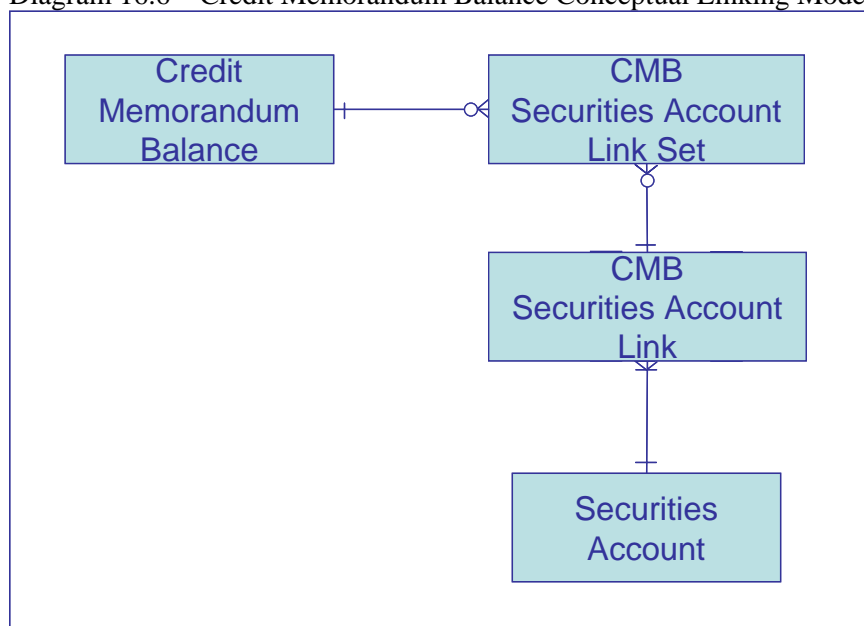 Diagram 16.8 – Credit Memorandum Balance Conceptual Linking Mode
Credit
Memorandum
Balance
CMB
Securities Account
Link Set
CMB
Securities Account
Link
Securities
Account